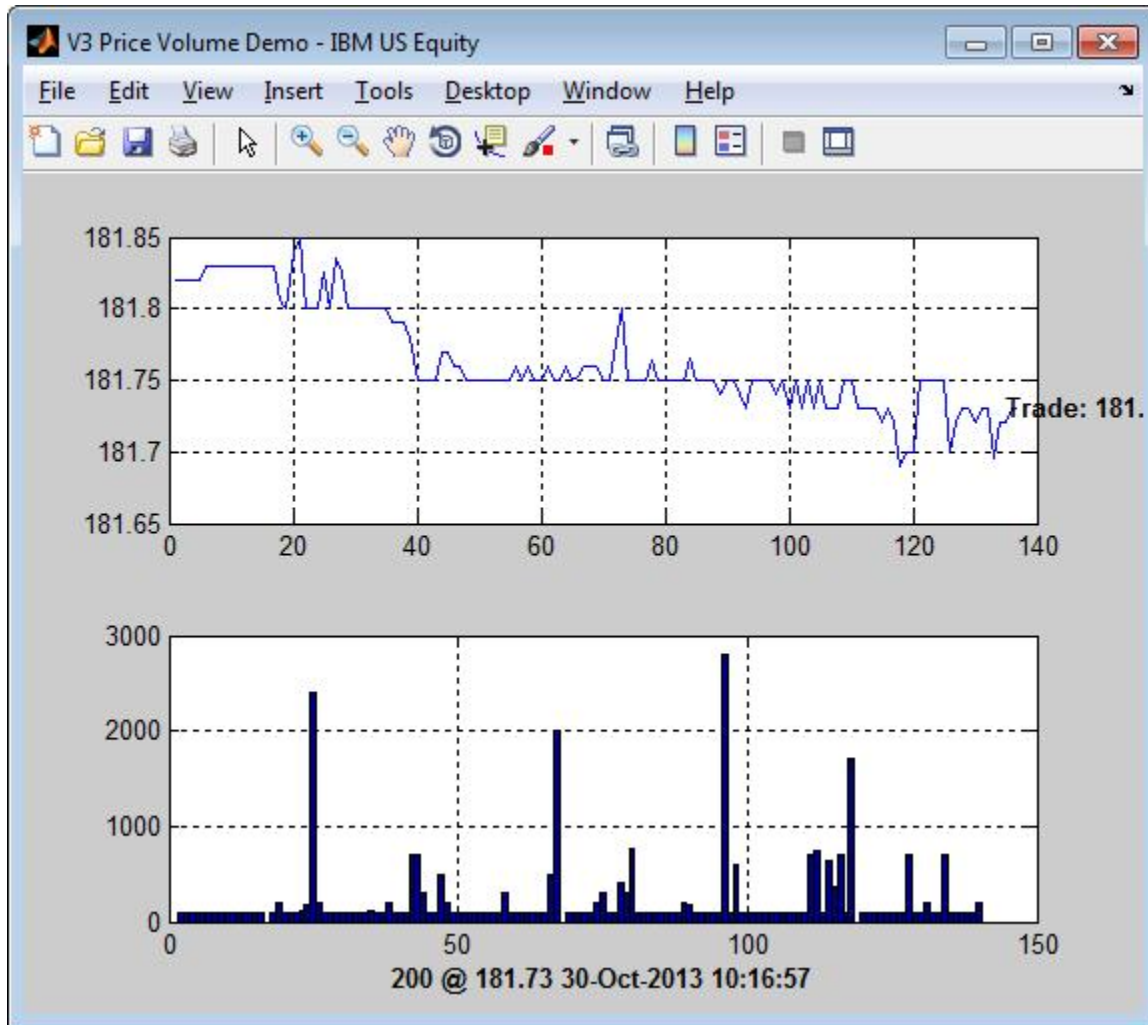 V3 Price Volume Demo - IBM US Equity
File Edit View Insert Tools Desktop Window Help
181.85
181.8
181.75
Trade: 181.
181.7
181.65
0 20 40 60 80 100 120 140
3000
2000
1000
0
0 50 100 150
200 @ 181.73 30-Oct-2013 10:16:57